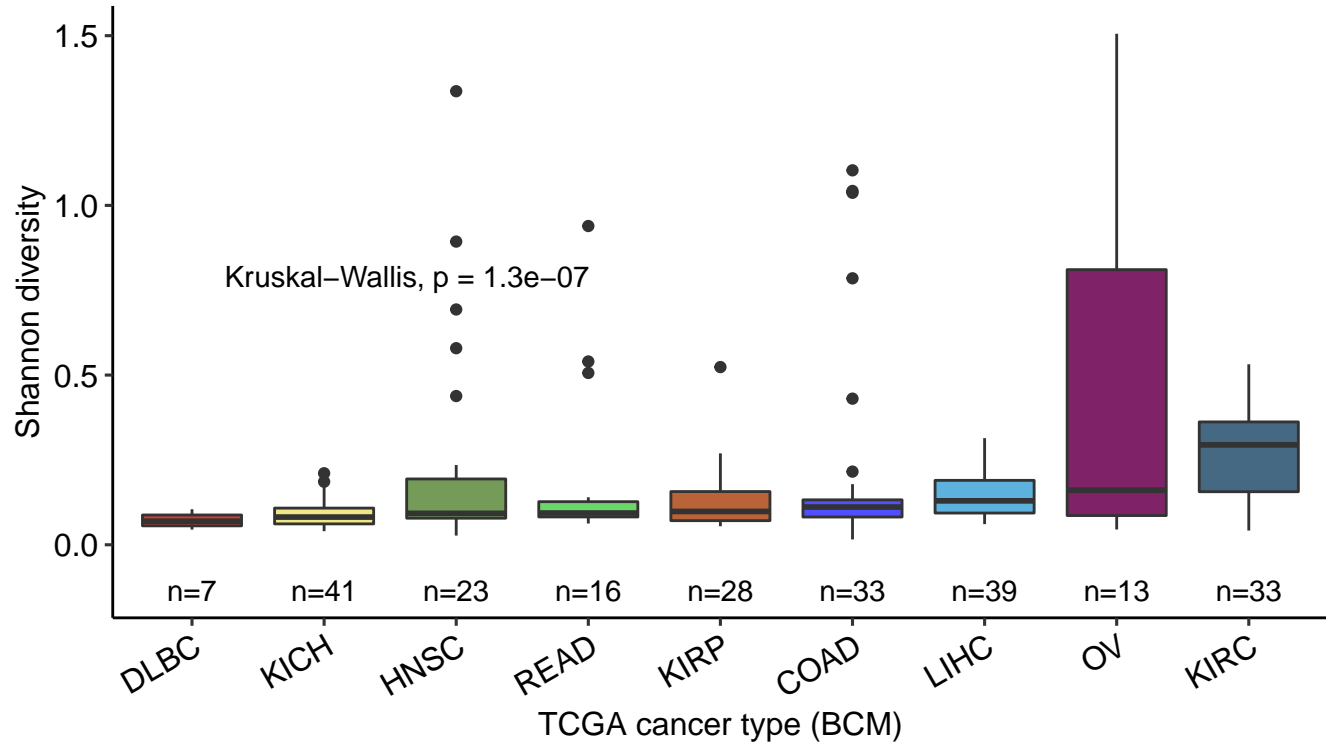 1.5
1.0
0.5
0.0
Shannon diversity
Kruskal−Wallis, p = 1.3e−07
n=7 n=41 n=23 n=16 n=28 n=33 n=39 n=13 n=33
DLBC KICH HNSC READ KIRP COAD LIHC OV KIRC
TCGA cancer type (BCM)